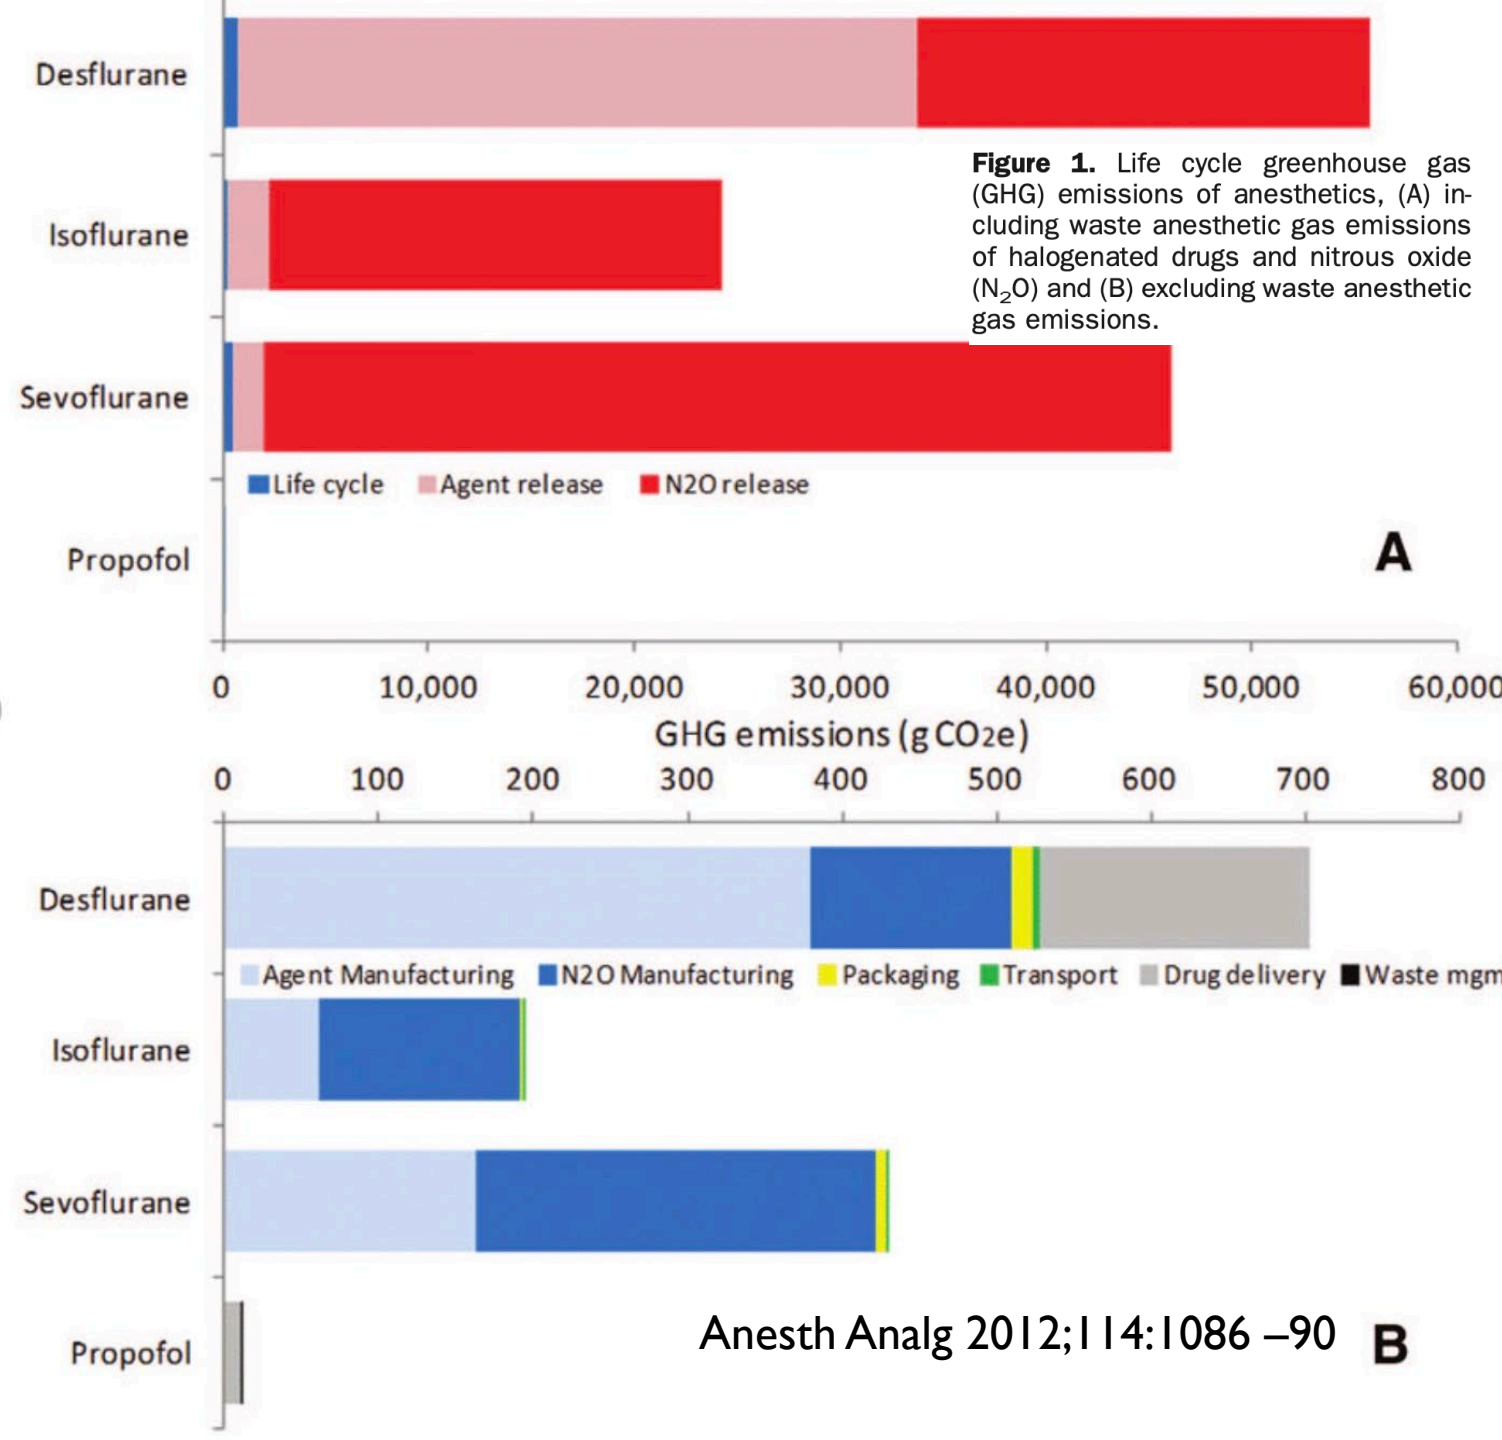 Desflurane
Figure 1. Life cycle greenhouse gas
(GHG) emissions of anesthetics, (A) in-
cluding waste anesthetic gas emissions
of halogenated drugs and nitrous oxide
(N₂O) and (B) excluding waste anesthetic
gas emissions.
Isoflurane
Sevoflurane
Life cycle Agent release N2O release
Propofol
A
0 10,000 20,000 30,000 40,000 50,000 60,000
GHG emissions (g CO2e)
0 100 200 300 400 500 600 700 800
Desflurane
Agent Manufacturing N2O Manufacturing Packaging Transport Drug delivery Waste mgm
Isoflurane
Sevoflurane
Propofol
Anesth Analg 2012;114:1086 –90
B